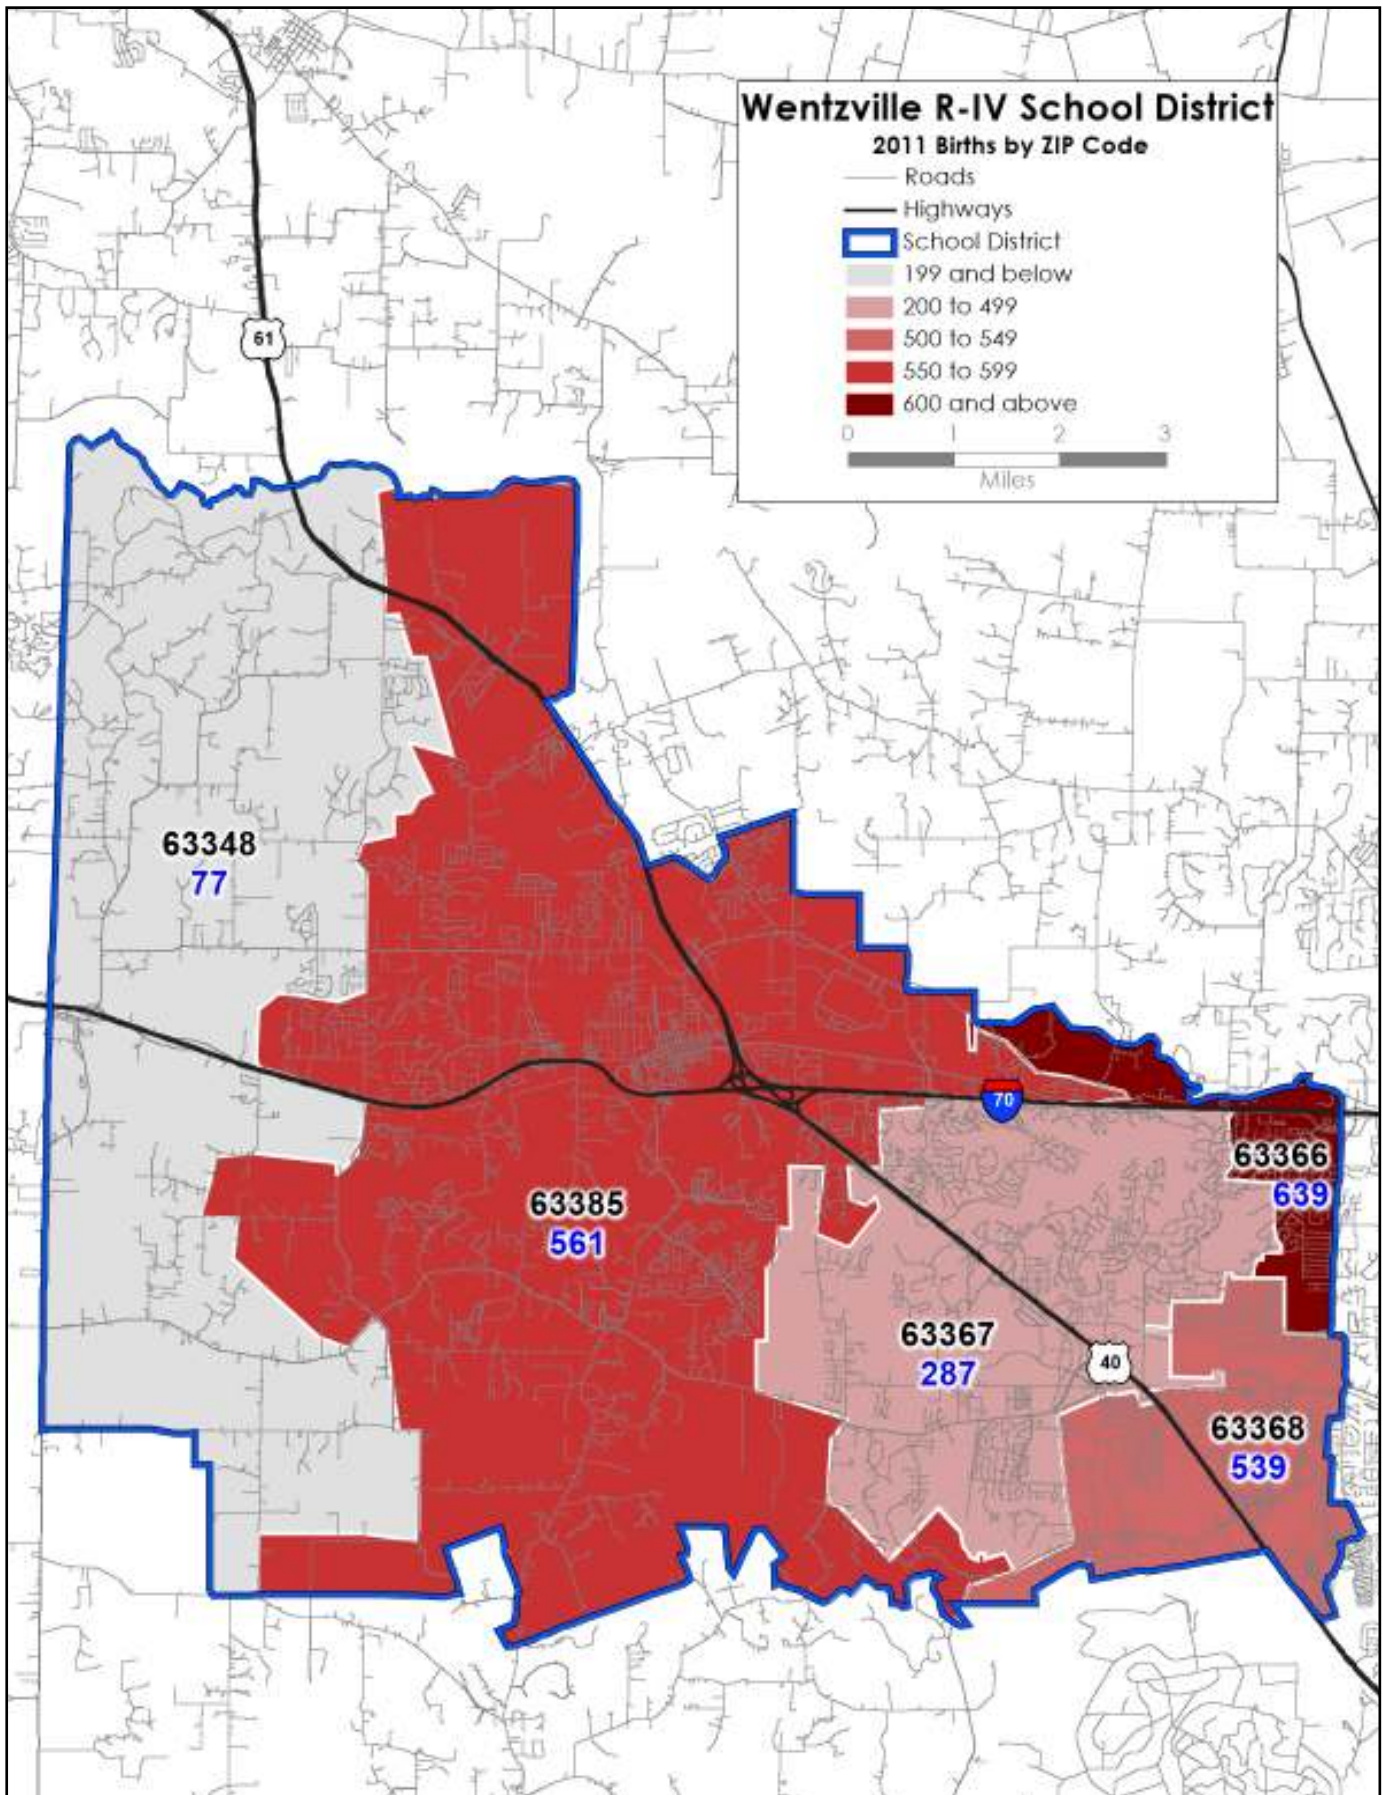 Wentzville R-IV School District
2011 Births by ZIP Code
Roads
Highways
School District
199 and below
200 to 499
500 to 549
550 to 599
600 and above
0 1 2 3
Miles
61
63348
77
70
63366
639
63385
561
63367
287
40
63368
539